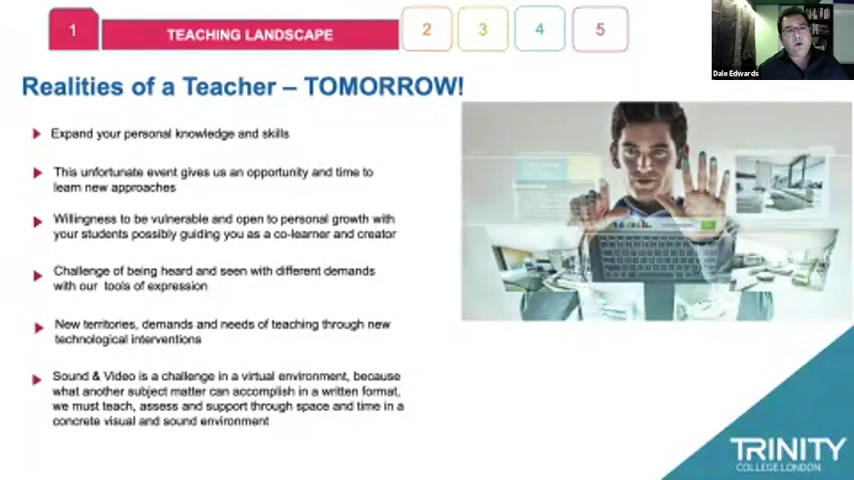 1
TEACHING LANDSCAPE
2
3
4
5
Dale Edwards
Realities of a Teacher – TOMORROW!
Expand your personal knowledge and skills
This unfortunate event gives us an opportunity and time to
learn new approaches
Willingness to be vulnerable and open to personal growth with
your students possibly guiding you as a co-learner and creator
Challenge of being heard and seen with different demands
with our tools of expression
New territories, demands and needs of teaching through new
technological interventions
Sound & Video is a challenge in a virtual environment, because
what another subject matter can accomplish in a written format,
we must teach, assess and support through space and time in a
concrete visual and sound environment
TRINITY
COLLEGE LONDON